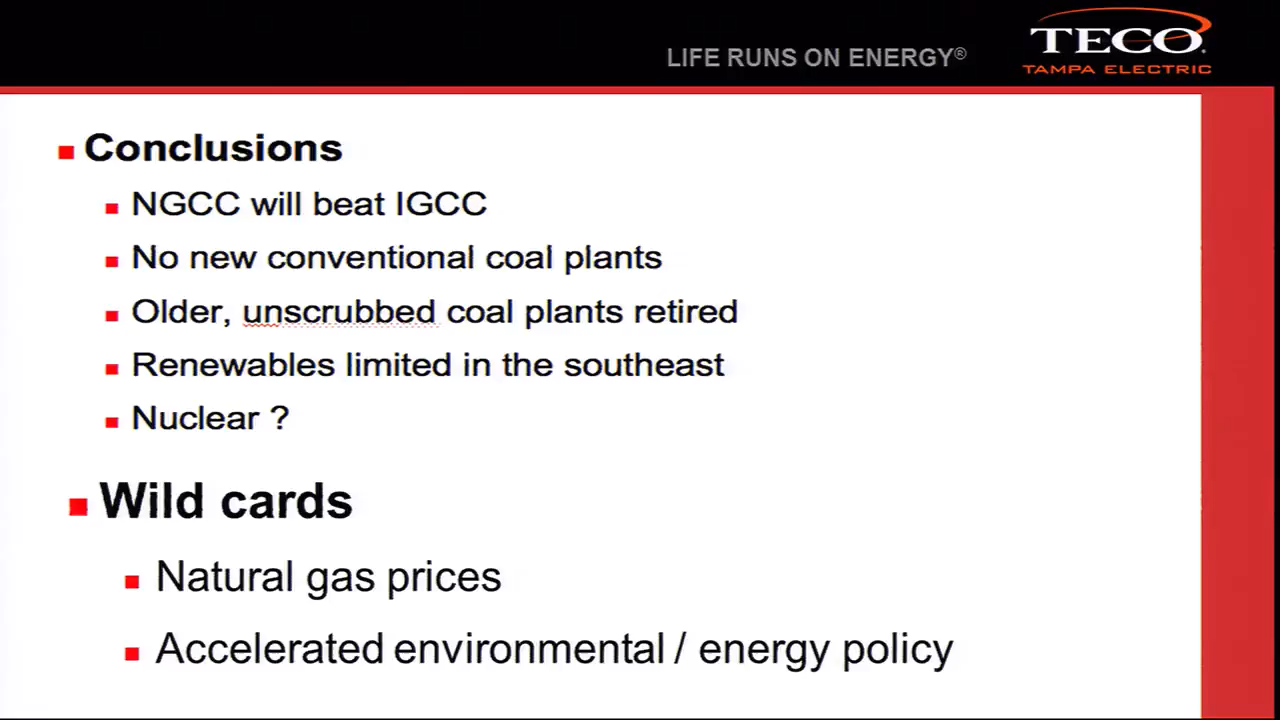 LIFE RUNS ON ENERGY®
TECO.
TAMPA ELECTRIC
Conclusions
NGCC will beat IGCC
No new conventional coal plants
Older, unscrubbed coal plants retired
Renewables limited in the southeast
Nuclear ?
Wild cards
Natural gas prices
Accelerated environmental / energy policy